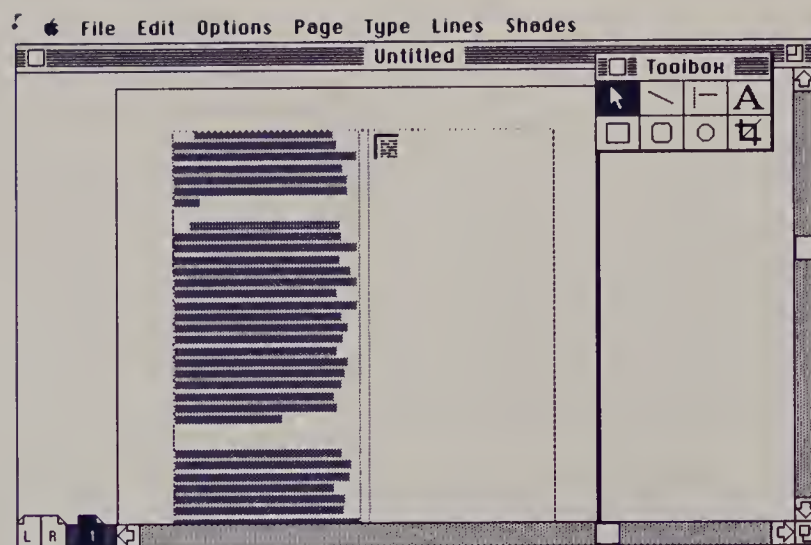 File Edit Options Page Type Lines Shades
Untitled
Toolbox
A
L R 1